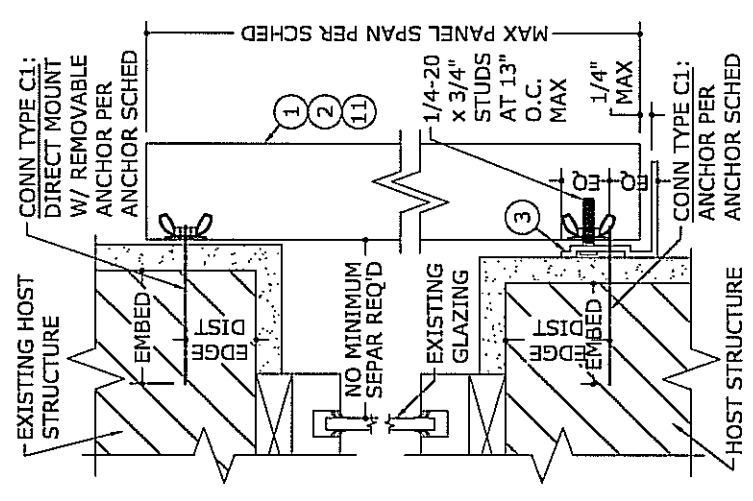 EXISTING HOST
STRUCTURE
CONN TYPE C1:
DIRECT MOUNT
W/ REMOVABLE
ANCHOR PER
ANCHOR SCHED
MAX PANEL SPAN PER SCHED
EMBED
EDGE
DIST
1
2
11
1/4-20
x 3/4"
STUDS
AT 13"
O.C.
MAX
1/4"
MAX
NO MINIMUM
SEPAR REQ'D
EXISTING
GLAZING
3
EQ
EQ
EDGE
DIST
EMBED
CONN TYPE C1:
ANCHOR PER
ANCHOR SCHED
HOST STRUCTURE